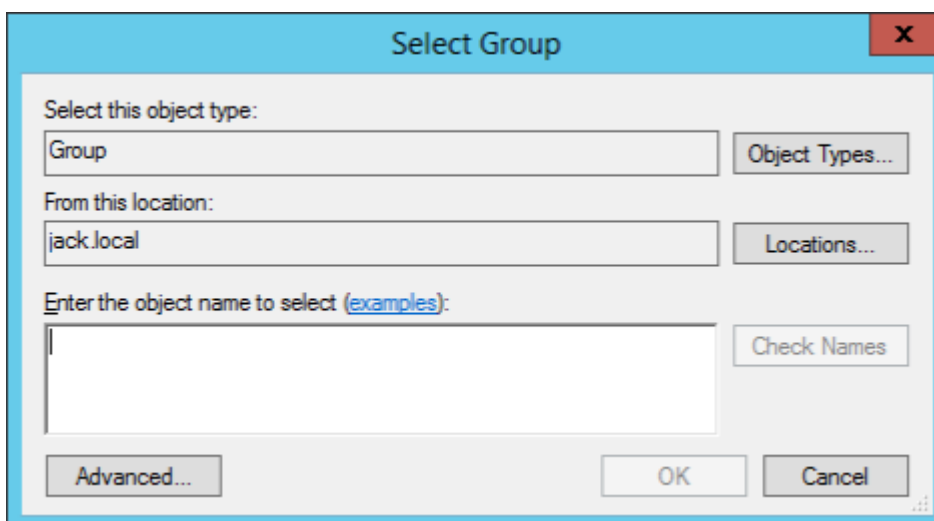 Select Group
x
Select this object type:
Group
Object Types...
From this location:
jack.local
Locations...
Enter the object name to select (examples):
Check Names
Advanced...
OK
Cancel